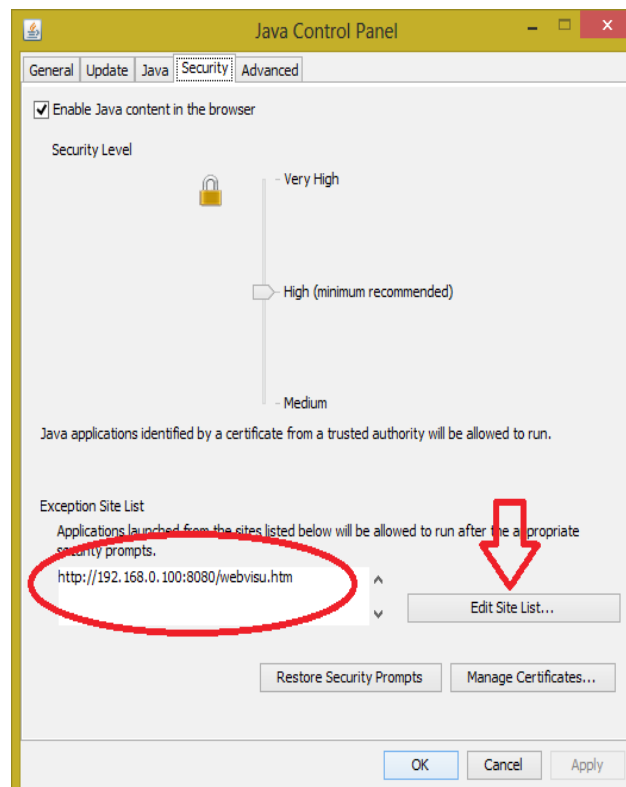 Java Control Panel
General Update Java Security Advanced
Enable Java content in the browser
Security Level
- Very High
- High (minimum recommended)
- Medium
Java applications identified by a certificate from a trusted authority will be allowed to run.
Exception Site List
Applications launched from the sites listed below will be allowed to run after the appropriate
security prompts.
http://192.168.0.100:8080/webvisu.htm
Edit Site List...
Restore Security Prompts Manage Certificates...
OK Cancel Apply